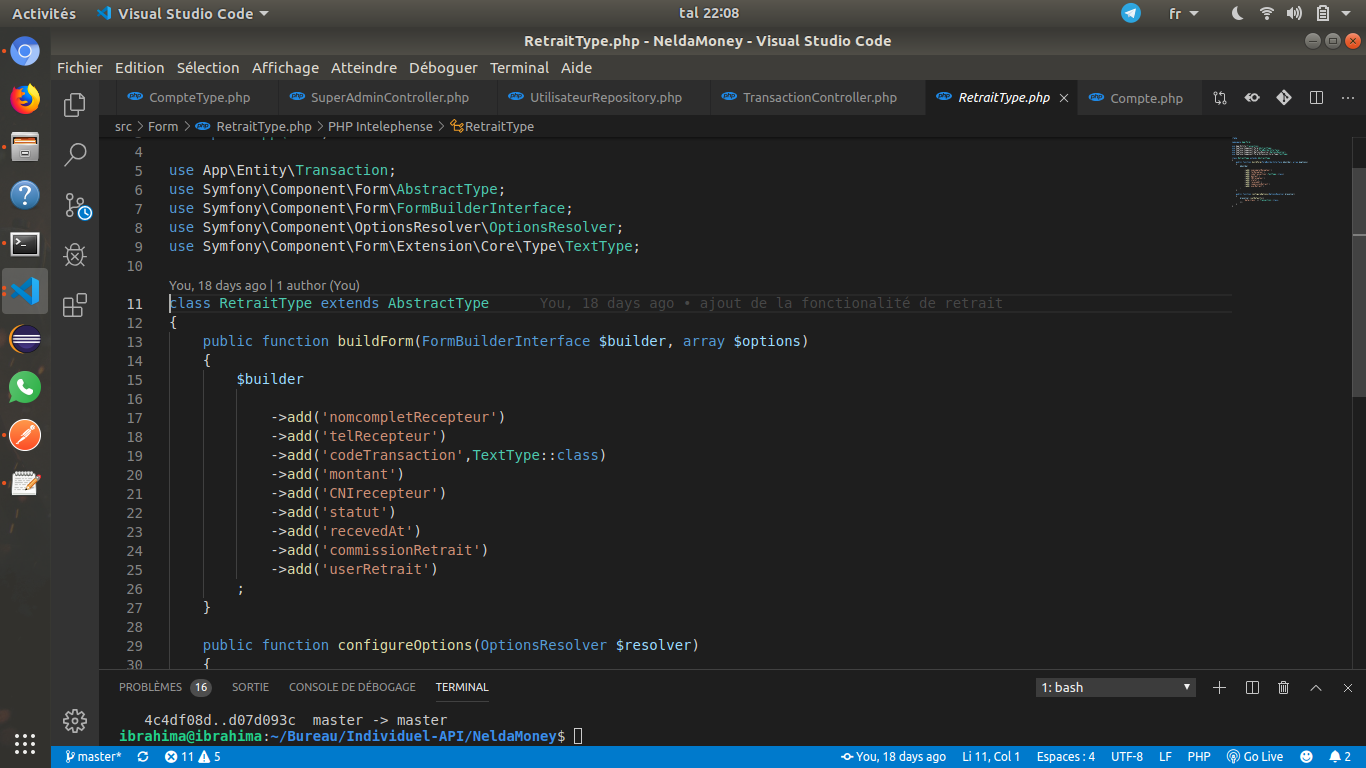 Activités Visual Studio Code tal 22:08 fr
RetraitType.php - NeldaMoney - Visual Studio Code
Fichier Edition Sélection Affichage Atteindre Déboguer Terminal Aide
CompteType.php SuperAdminController.php UtilisateurRepository.php TransactionController.php RetraitType.php Compte.php
src > Form > RetraitType.php > PHP Intelephense > RetraitType
4
5 use App\Entity\Transaction;
6 use Symfony\Component\Form\AbstractType;
7 use Symfony\Component\Form\FormBuilderInterface;
8 use Symfony\Component\OptionsResolver\OptionsResolver;
9 use Symfony\Component\Form\Extension\Core\Type\TextType;
10
You, 18 days ago | 1 author (You)
11 class RetraitType extends AbstractType You, 18 days ago • ajout de la fonctionalité de retrait
12 {
13 public function buildForm(FormBuilderInterface $builder, array $options)
14 {
15 $builder
16
17 ->add('nomcompletRecepteur')
18 ->add('telRecepteur')
19 ->add('codeTransaction',TextType::class)
20 ->add('montant')
21 ->add('CNIrecepteur')
22 ->add('statut')
23 ->add('recevedAt')
24 ->add('commissionRetrait')
25 ->add('userRetrait')
26 ;
27 }
28
29 public function configureOptions(OptionsResolver $resolver)
30 {
PROBLÈMES 16 SORTIE CONSOLE DE DÉBOGAGE TERMINAL 1: bash
4c4df08d..d07d093c master -> master
ibrahima@ibrahima:~/Bureau/Individuel-API/NeldaMoney$
master* 11 5 You, 18 days ago Li 11, Col 1 Espaces : 4 UTF-8 LF PHP Go Live 2